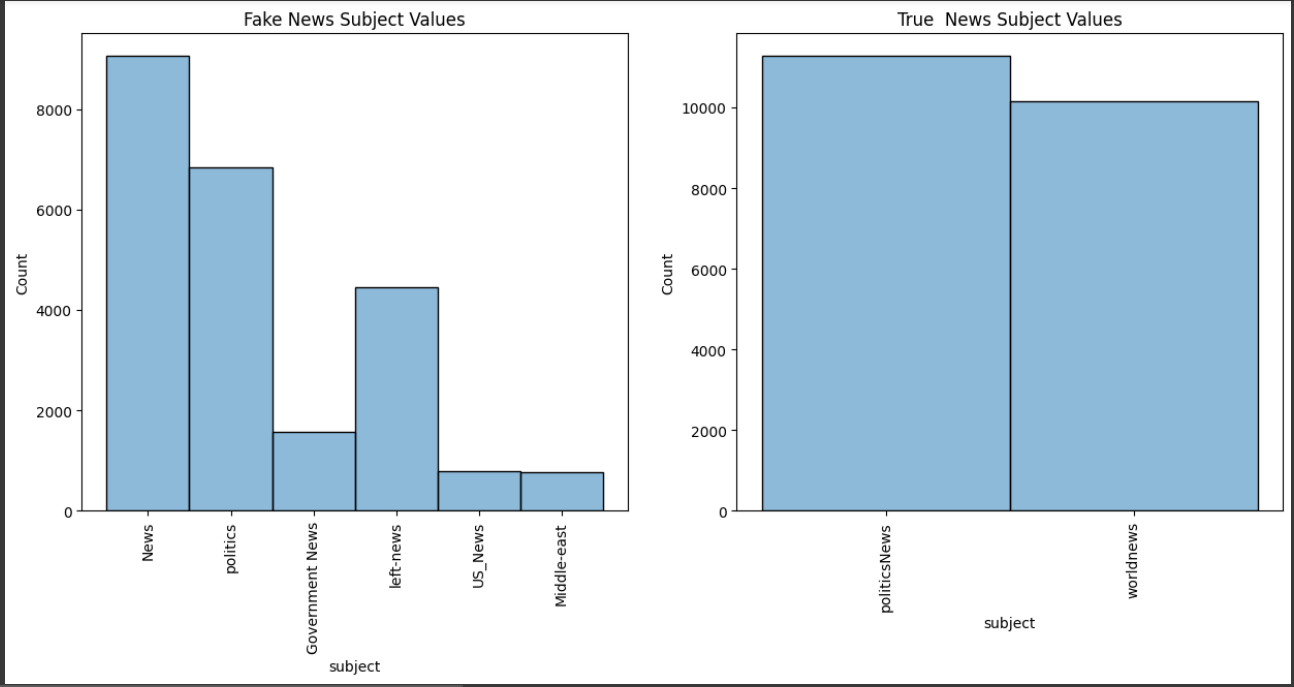 Fake News Subject Values
Count
8000
6000
4000
2000
0
News
politics
Government News
left-news
US_News
Middle-east
subject
True  News Subject Values
Count
10000
8000
6000
4000
2000
0
politicsNews
worldnews
subject